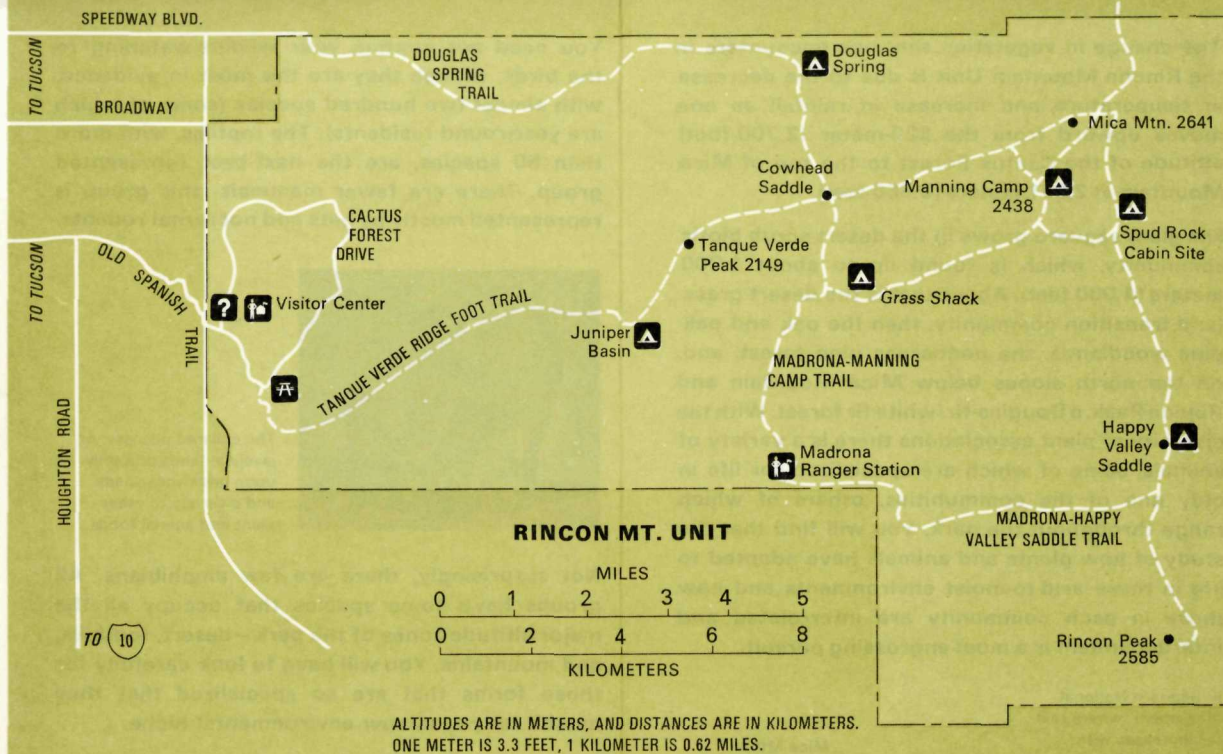 SPEEDWAY BLVD.
TO TUCSON
BROADWAY
DOUGLAS
SPRING
TRAIL
Douglas
Spring
Mica Mtn. 2641
Cowhead
Saddle
Manning Camp
2438
Spud Rock
Cabin Site
TO TUCSON
OLD SPANISH
TRAIL
CACTUS
FOREST
DRIVE
?
Visitor Center
Tanque Verde
Peak 2149
Grass Shack
TANQUE VERDE RIDGE FOOT TRAIL
Juniper
Basin
MADRONA-MANNING
CAMP TRAIL
HOUGHTON ROAD
Happy
Valley
Saddle
Madrona
Ranger Station
MADRONA-HAPPY
VALLEY SADDLE TRAIL
RINCON MT. UNIT
MILES
0 1 2 3 4 5
0 2 4 6 8
KILOMETERS
TO 10
Rincon Peak
2585
ALTITUDES ARE IN METERS, AND DISTANCES ARE IN KILOMETERS.
ONE METER IS 3.3 FEET, 1 KILOMETER IS 0.62 MILES.